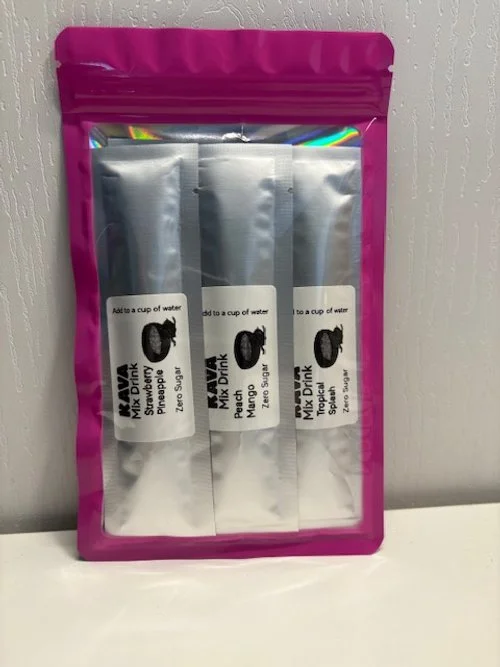 Add to a cup of water
KAVA
Mix Drink
Strawberry
Pineapple
Zero Sugar
dd to a cup of water
KAVA
Mix Drink
Peach
Mango
Zero Sugar
to a cup of water
KAVA
Mix Drink
Tropical
Splash
Zero Sugar